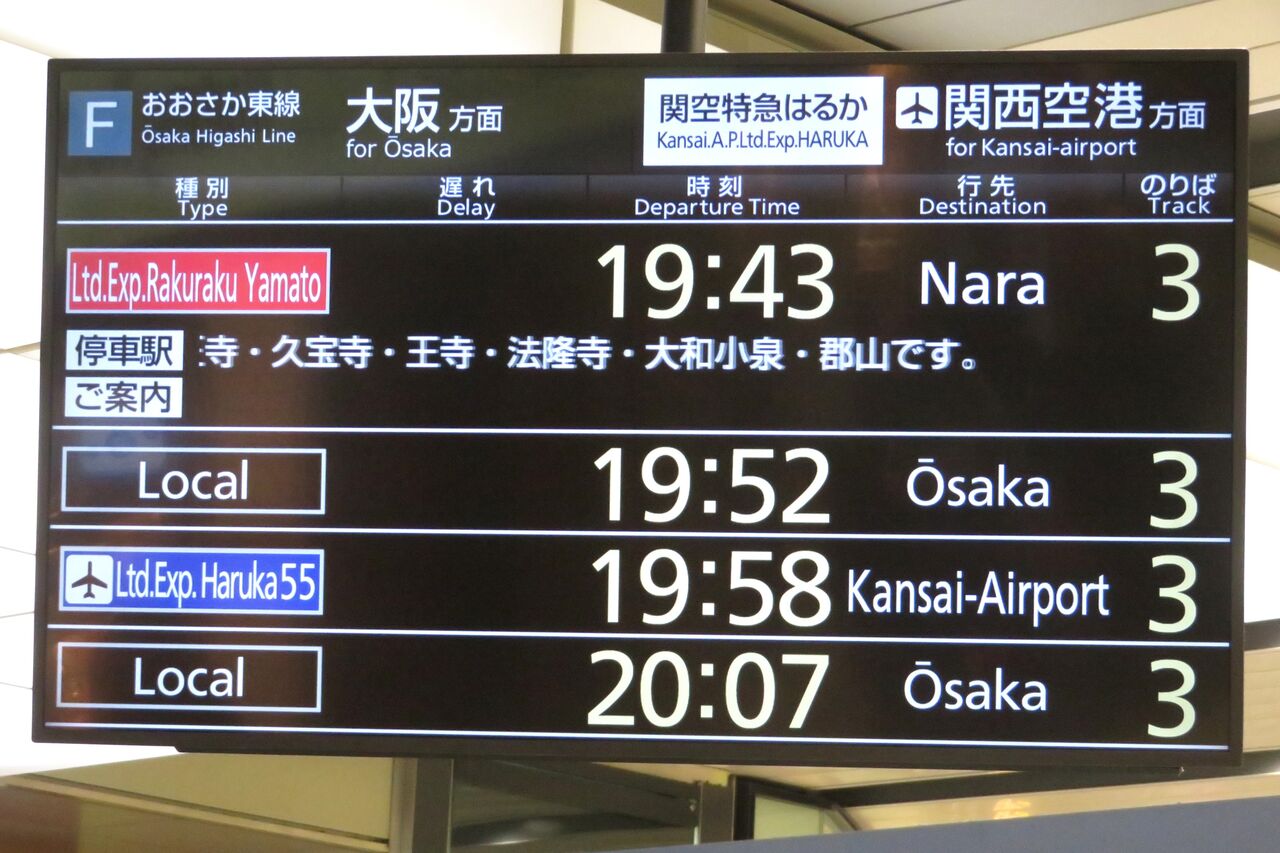 F おおさか東線 大阪方面 関空特急はるか 関西空港方面
Ōsaka Higashi Line for Ōsaka Kansai.A.P.Ltd.Exp.HARUKA for Kansai-airport
種別 遅れ 時刻 行先 のりば
Type Delay Departure Time Destination Track
Ltd.Exp.Rakuraku Yamato 19:43 Nara 3
停車駅 寺・久宝寺・王寺・法隆寺・大和小泉・郡山です。
ご案内
Local 19:52 Ōsaka 3
Ltd.Exp. Haruka55 19:58 Kansai-Airport 3
Local 20:07 Ōsaka 3